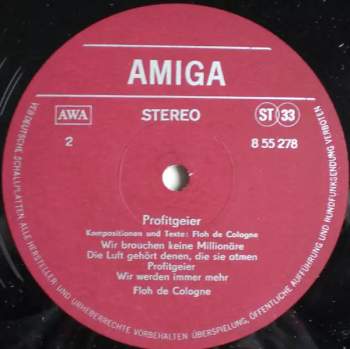 AMIGA
AWA
STEREO
ST 33
2
8 55 278
Profitgeier
Kompositionen und Texte: Floh de Cologne
Wir brauchen keine Millionäre
Die Luft gehört denen, die sie atmen
Profitgeier
Wir werden immer mehr
Floh de Cologne
VEB DEUTSCHE SCHALLPLATTEN ALLE HERSTELLER- UND URHEBERRECHTE VORBEHALTEN ÜBERSPIELUNG, ÖFFENTLICHE AUFFÜHRUNG UND RUNDFUNKSENDUNG VERBOTEN